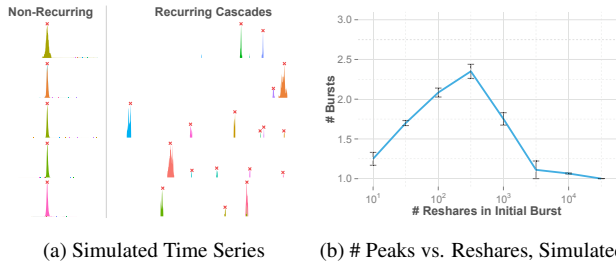 Non-Recurring
Recurring Cascades
# Bursts
3.0
2.5
2.0
1.5
1.0
10¹
10²
10³
10⁴
# Reshares in Initial Burst
(a) Simulated Time Series
(b) # Peaks vs. Reshares, Simulate